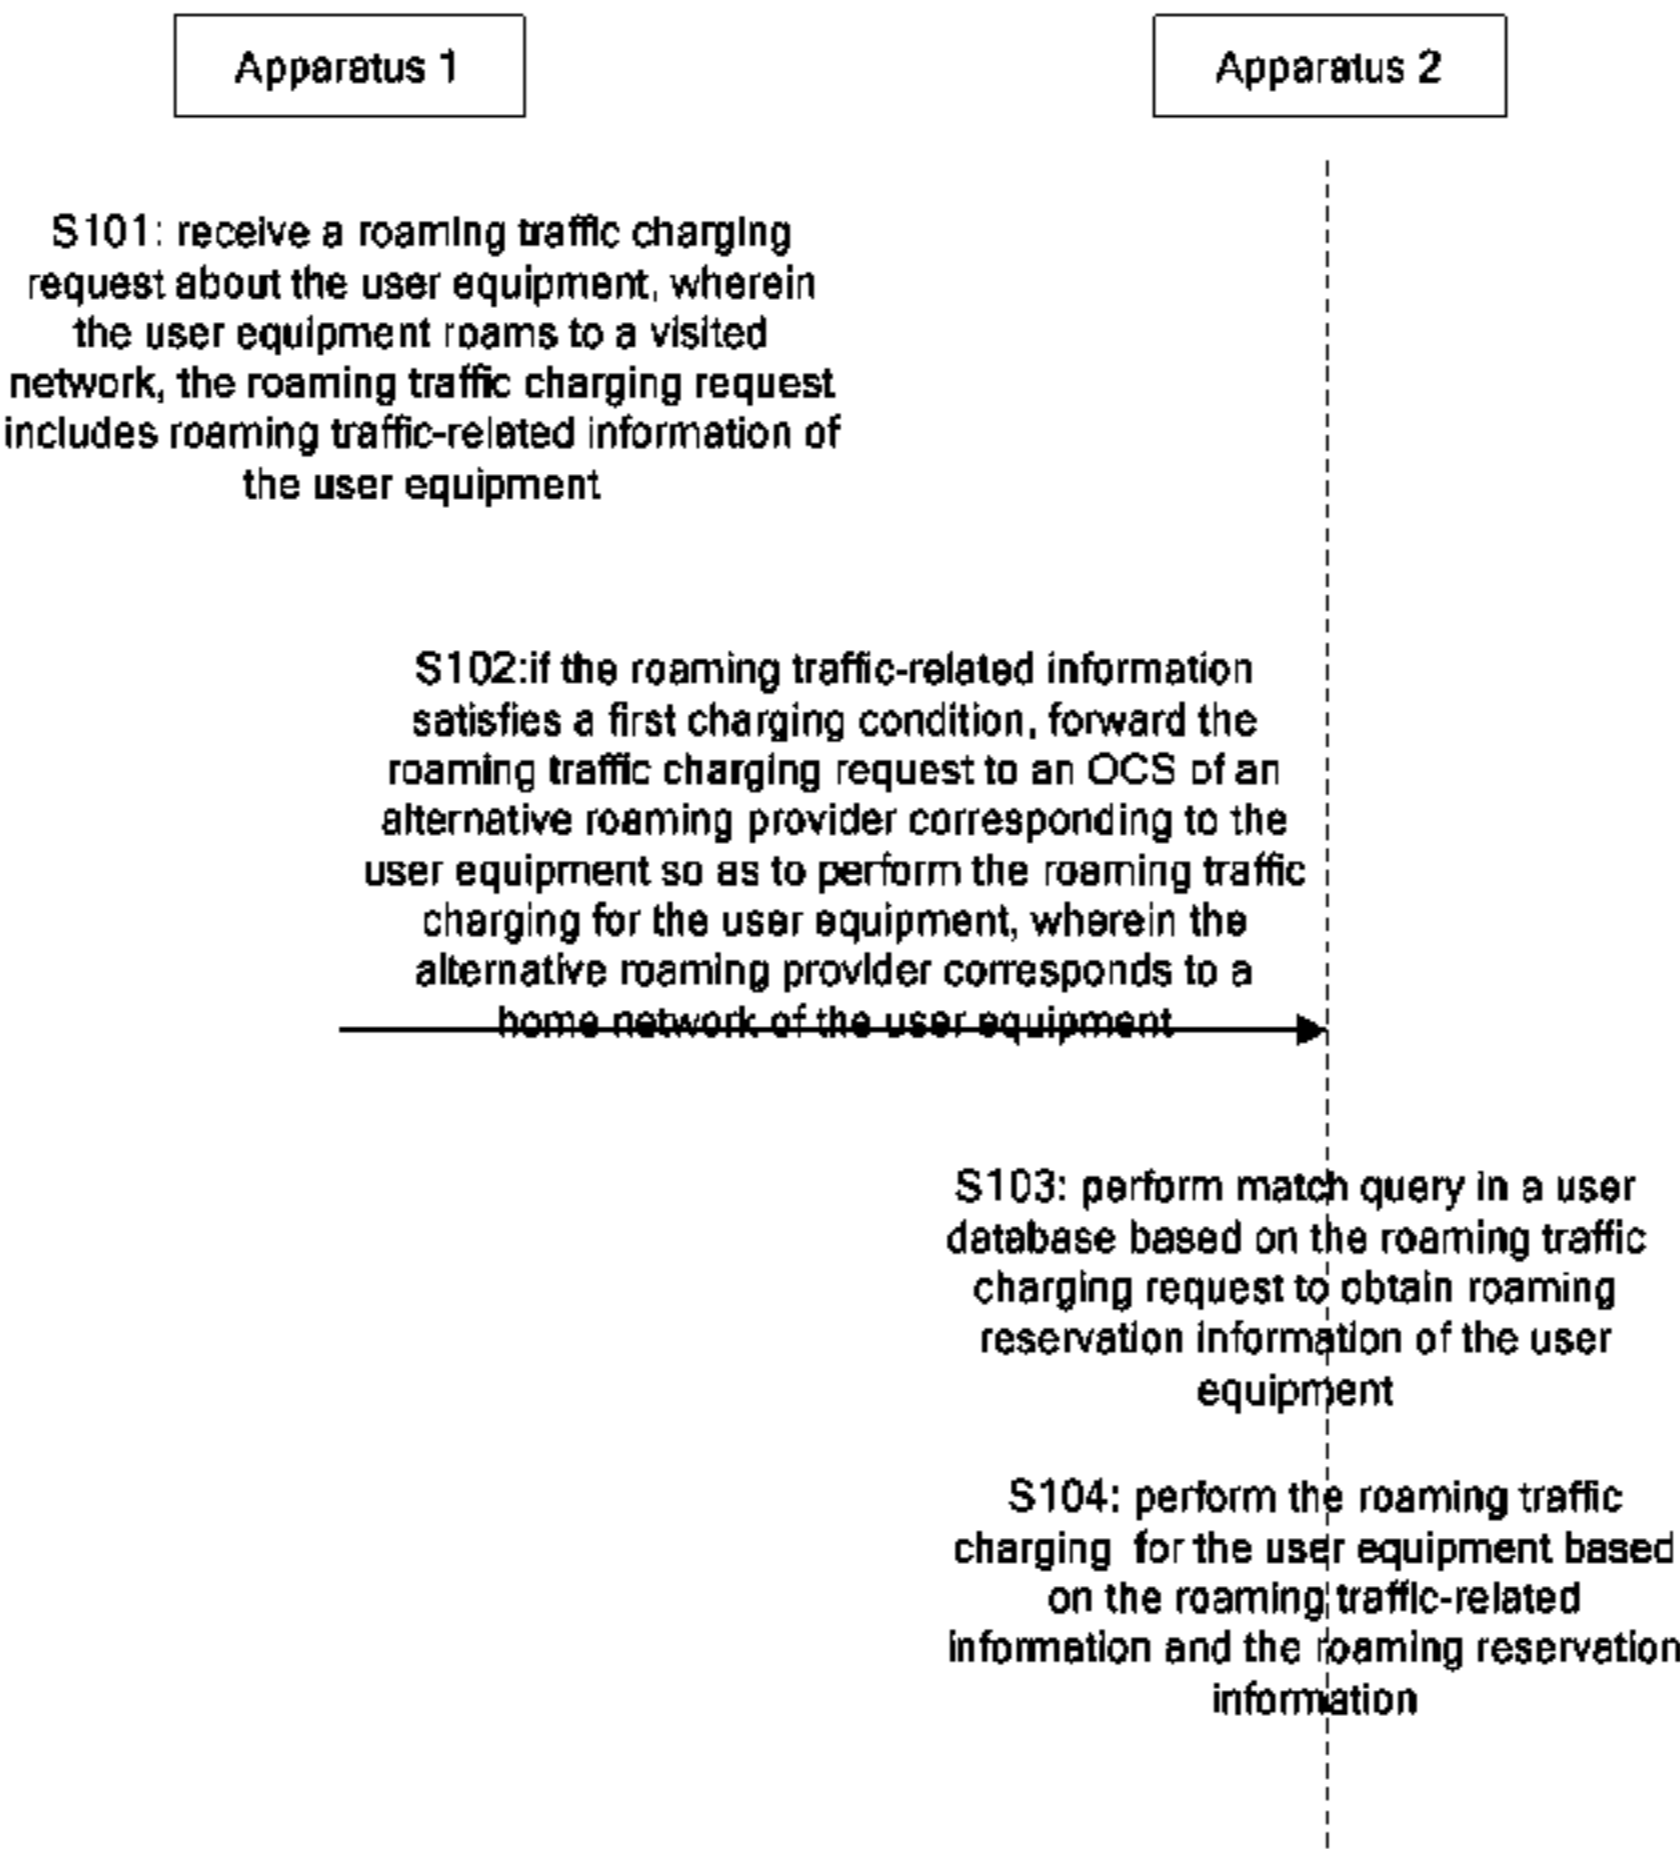 Apparatus 1
Apparatus 2
S101: receive a roaming traffic charging
request about the user equipment, wherein
the user equipment roams to a visited
network, the roaming traffic charging request
includes roaming traffic-related information of
the user equipment
S102:if the roaming traffic-related information
satisfies a first charging condition, forward the
roaming traffic charging request to an OCS of an
alternative roaming provider corresponding to the
user equipment so as to perform the roaming traffic
charging for the user equipment, wherein the
alternative roaming provider corresponds to a
home network of the user equipment
S103: perform match query in a user
database based on the roaming traffic
charging request to obtain roaming
reservation information of the user
equipment
S104: perform the roaming traffic
charging for the user equipment based
on the roaming traffic-related
information and the roaming reservation
information